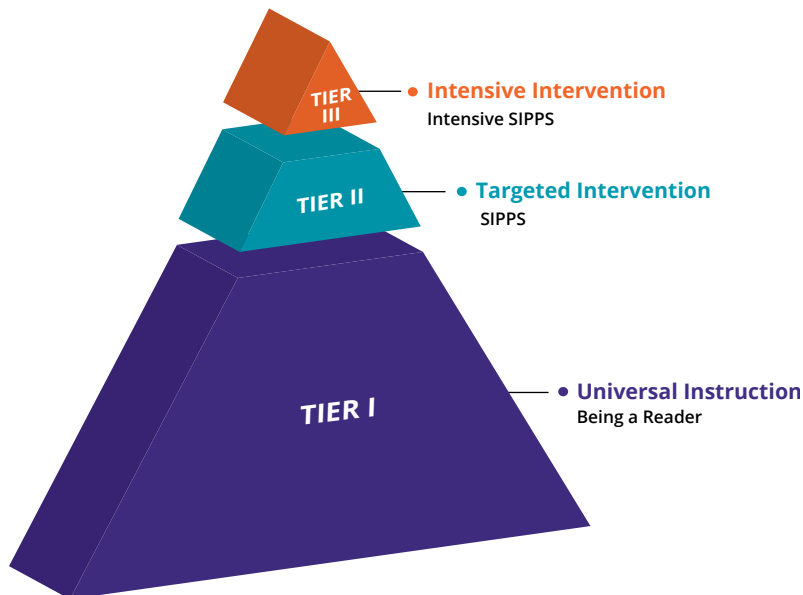 TIER
III
Intensive Intervention
Intensive SIPPS
TIER II
Targeted Intervention
SIPPS
TIER I
Universal Instruction
Being a Reader